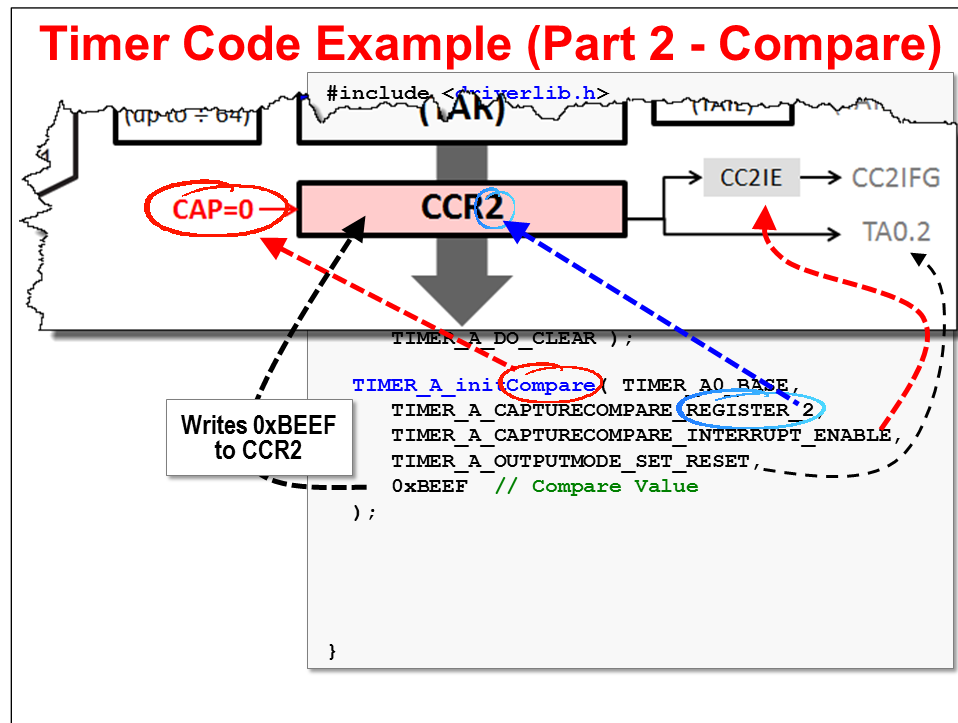 Timer Code Example (Part 2 - Compare)
#include <driverlib.h>
(up to ÷ 64)
(TAR)
(TAIE)
CAP=0
CCR2
CC2IE
CC2IFG
TA0.2
TIMER_A_DO_CLEAR );
TIMER_A_initCompare( TIMER_A0_BASE,
TIMER_A_CAPTURECOMPARE_REGISTER_2,
TIMER_A_CAPTURECOMPARE_INTERRUPT_ENABLE,
TIMER_A_OUTPUTMODE_SET_RESET,
0xBEEF // Compare Value
);
}
Writes 0xBEEF
to CCR2